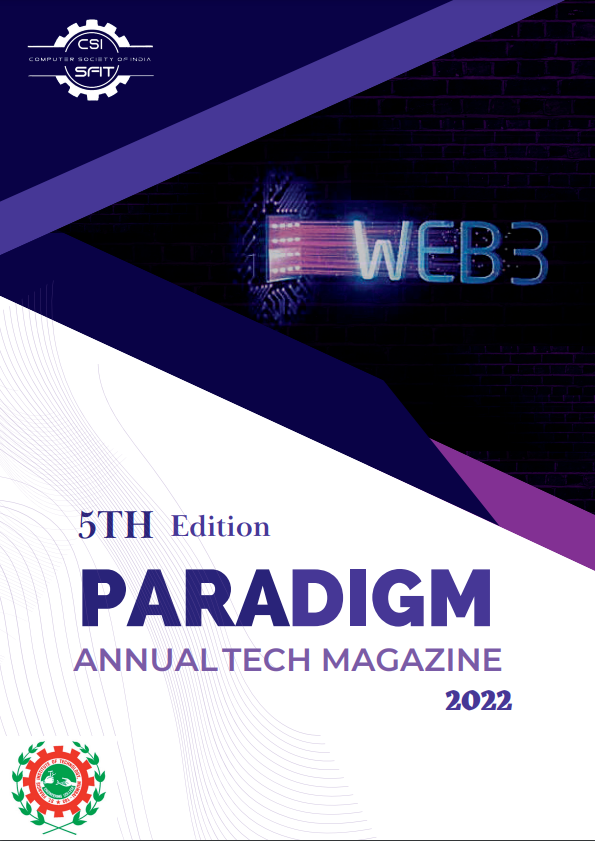 CSI
COMPUTER SOCIETY OF INDIA
SFIT
WEB3
5TH Edition
PARADIGM
ANNUAL TECH MAGAZINE
2022